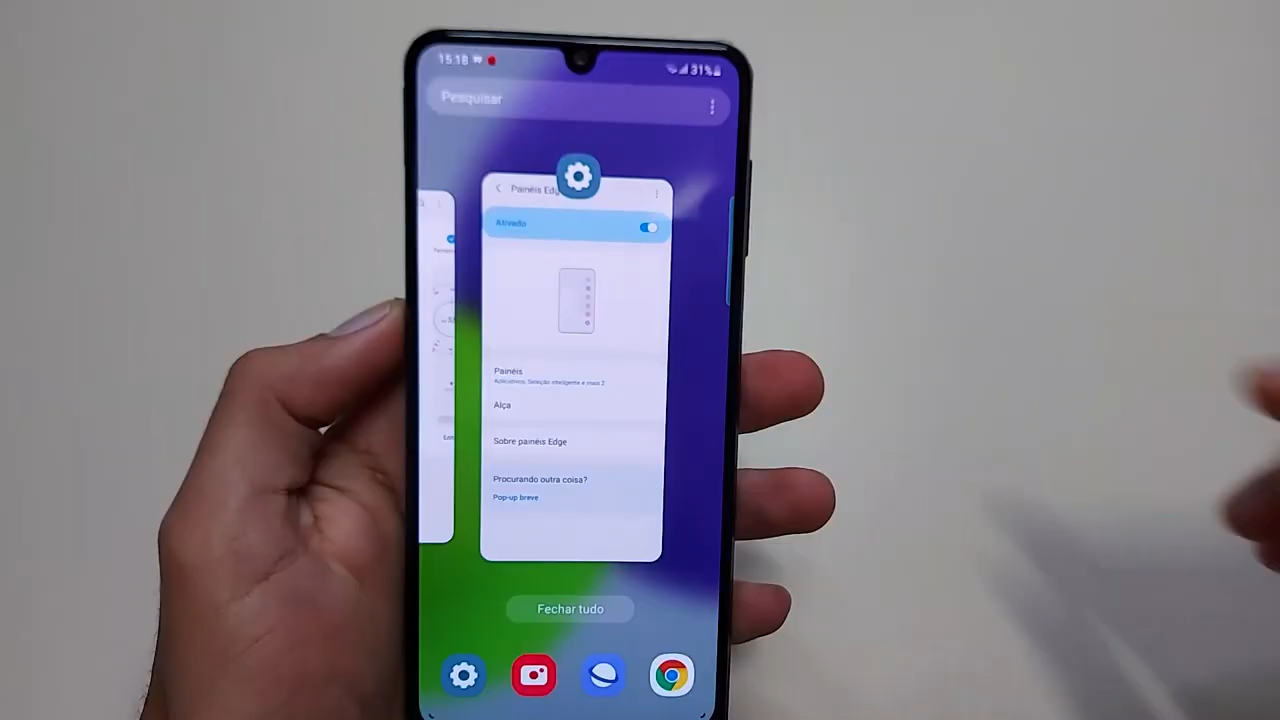 15:18
31%
Pesquisar
Painéis Edg
Ativado
Painéis
Aplicativos, Seleção inteligente e mais 2
Alça
Sobre painéis Edge
Procurando outra coisa?
Pop-up breve
Fechar tudo